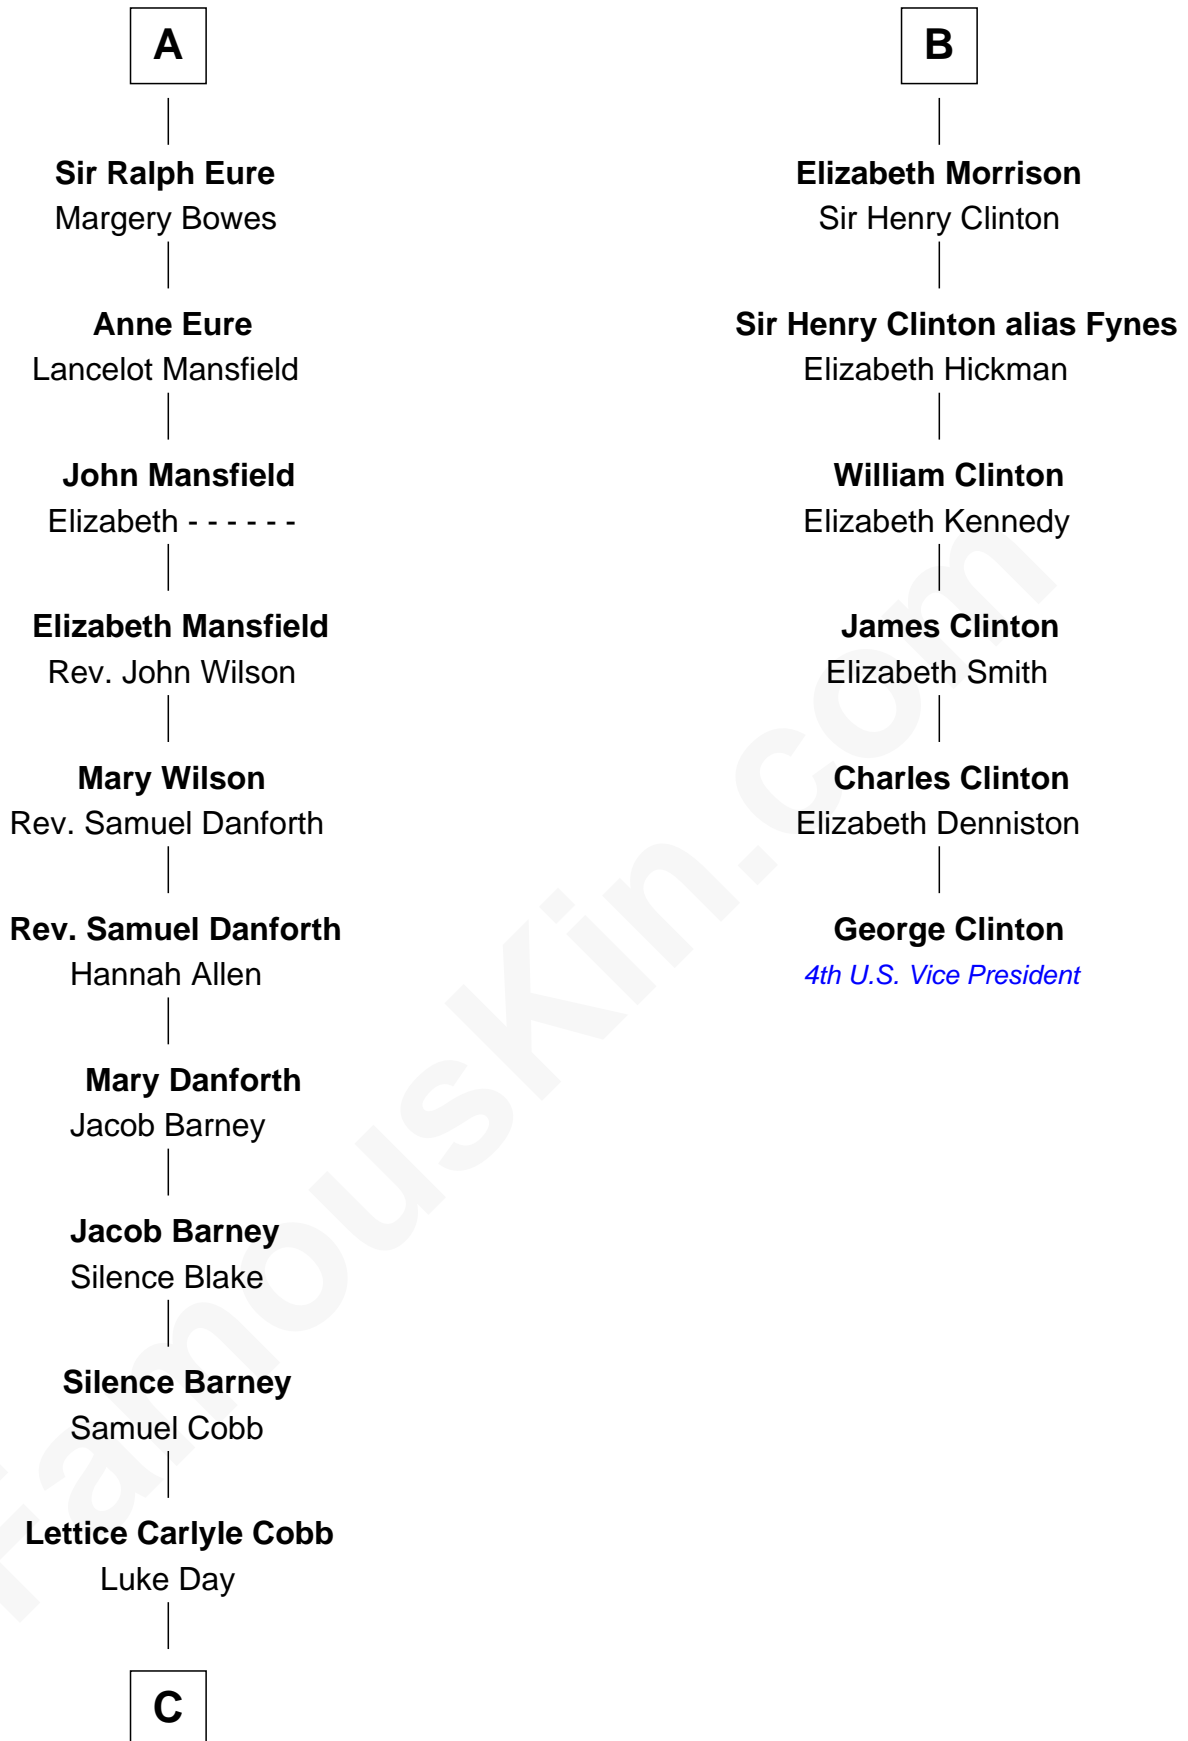 A
Sir Ralph Eure
Margery Bowes
Anne Eure
Lancelot Mansfield
John Mansfield
Elizabeth - - - - - -
Elizabeth Mansfield
Rev. John Wilson
Mary Wilson
Rev. Samuel Danforth
Rev. Samuel Danforth
Hannah Allen
Mary Danforth
Jacob Barney
Jacob Barney
Silence Blake
Silence Barney
Samuel Cobb
Lettice Carlyle Cobb
Luke Day
C
B
Elizabeth Morrison
Sir Henry Clinton
Sir Henry Clinton alias Fynes
Elizabeth Hickman
William Clinton
Elizabeth Kennedy
James Clinton
Elizabeth Smith
Charles Clinton
Elizabeth Denniston
George Clinton
4th U.S. Vice President
FamousKin.com